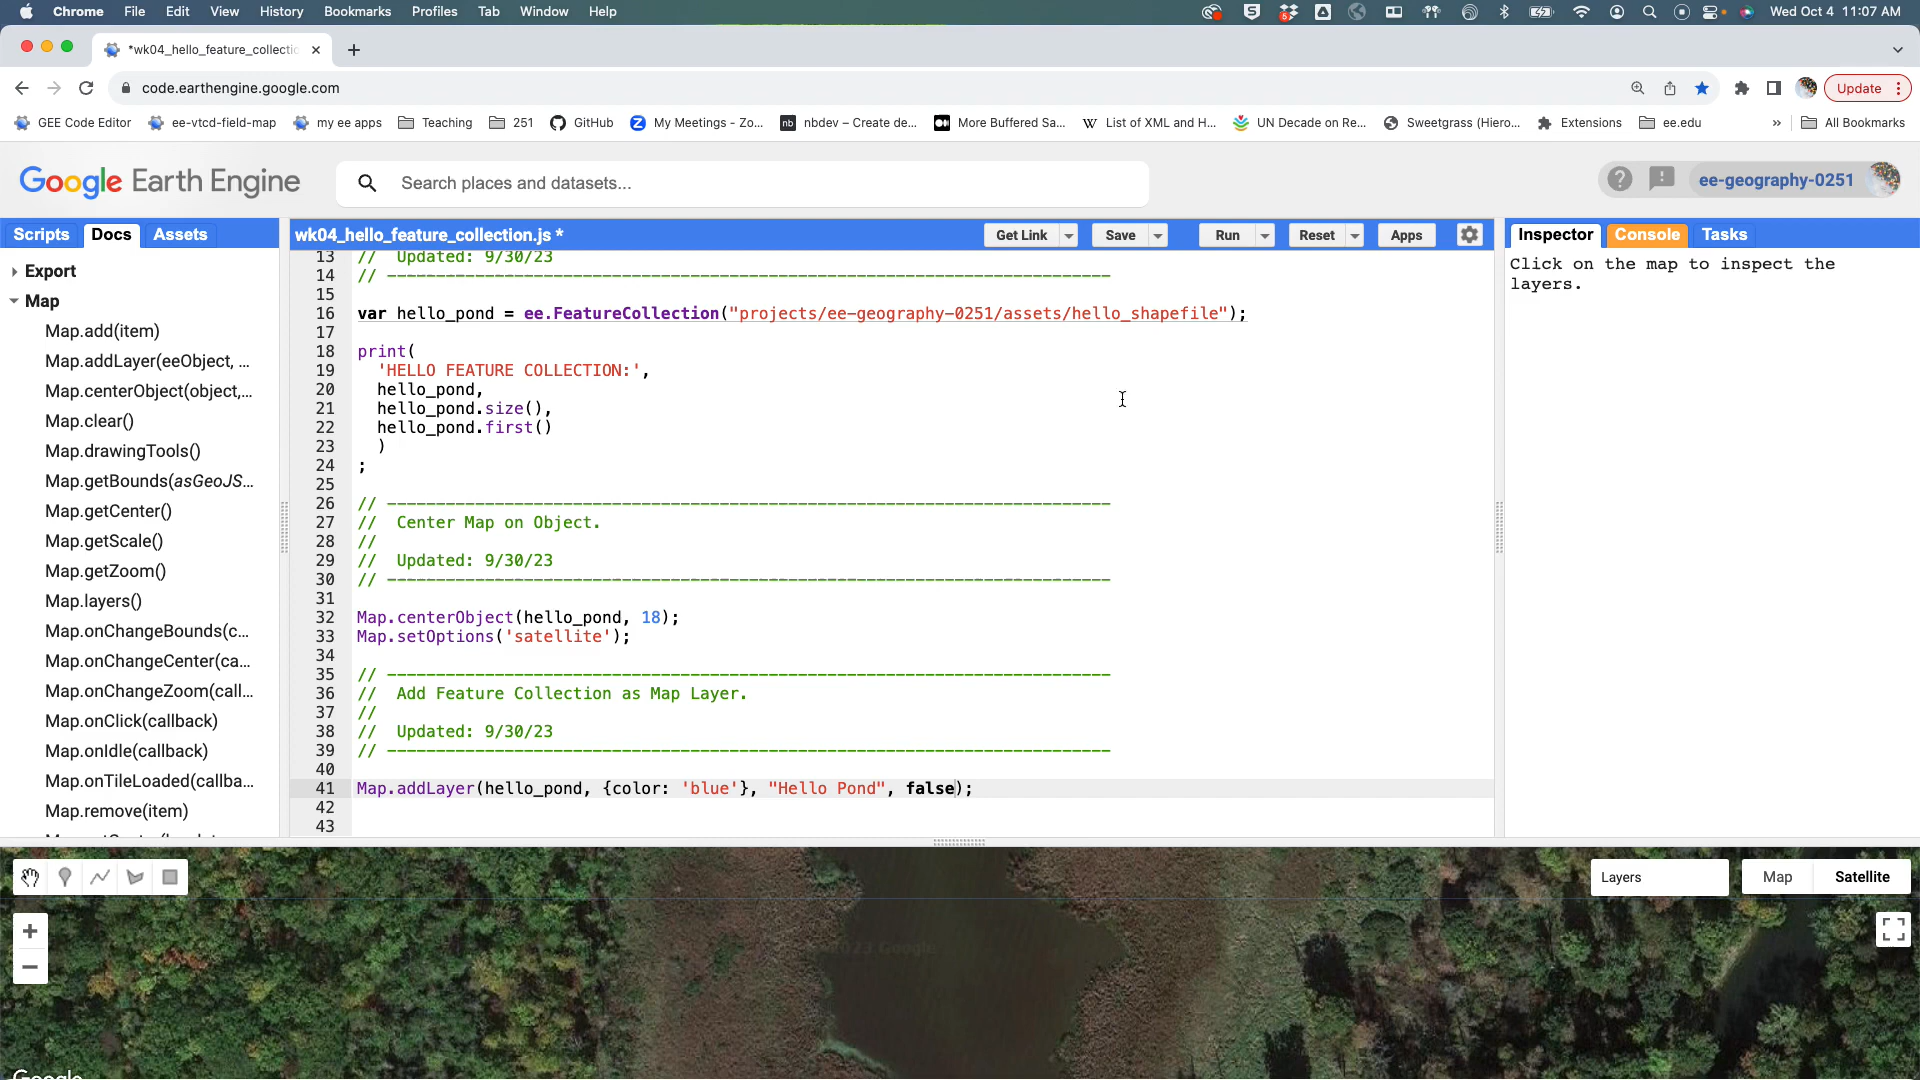 Chrome File Edit View History Bookmarks Profiles Tab Window Help
5
Wed Oct 4 11:07 AM
*wk04_hello_feature_collectio
code.earthengine.google.com
Update
GEE Code Editor ee-vtcd-field-map my ee apps Teaching 251 GitHub My Meetings - Zo... nbdev – Create de... More Buffered Sa... List of XML and H... UN Decade on Re... Sweetgrass (Hiero... Extensions ee.edu » All Bookmarks
Google Earth Engine
Search places and datasets...
ee-geography-0251
Scripts Docs Assets
Export
Map
Map.add(item)
Map.addLayer(eeObject, ...
Map.centerObject(object,...
Map.clear()
Map.drawingTools()
Map.getBounds(asGeoJS...
Map.getCenter()
Map.getScale()
Map.getZoom()
Map.layers()
Map.onChangeBounds(c...
Map.onChangeCenter(ca...
Map.onChangeZoom(call...
Map.onClick(callback)
Map.onIdle(callback)
Map.onTileLoaded(callba...
Map.remove(item)
wk04_hello_feature_collection.js *
Get Link Save Run Reset Apps
13 // Updated: 9/30/23
14 // --------------------------------------------------------------------------
15
16 var hello_pond = ee.FeatureCollection("projects/ee-geography-0251/assets/hello_shapefile");
17
18 print(
19 'HELLO FEATURE COLLECTION:',
20 hello_pond,
21 hello_pond.size(),
22 hello_pond.first()
23 )
24 ;
25
26 // --------------------------------------------------------------------------
27 // Center Map on Object.
28 //
29 // Updated: 9/30/23
30 // --------------------------------------------------------------------------
31
32 Map.centerObject(hello_pond, 18);
33 Map.setOptions('satellite');
34
35 // --------------------------------------------------------------------------
36 // Add Feature Collection as Map Layer.
37 //
38 // Updated: 9/30/23
39 // --------------------------------------------------------------------------
40
41 Map.addLayer(hello_pond, {color: 'blue'}, "Hello Pond", false);
42
43
Inspector Console Tasks
Click on the map to inspect the
layers.
Layers
Map Satellite
Google